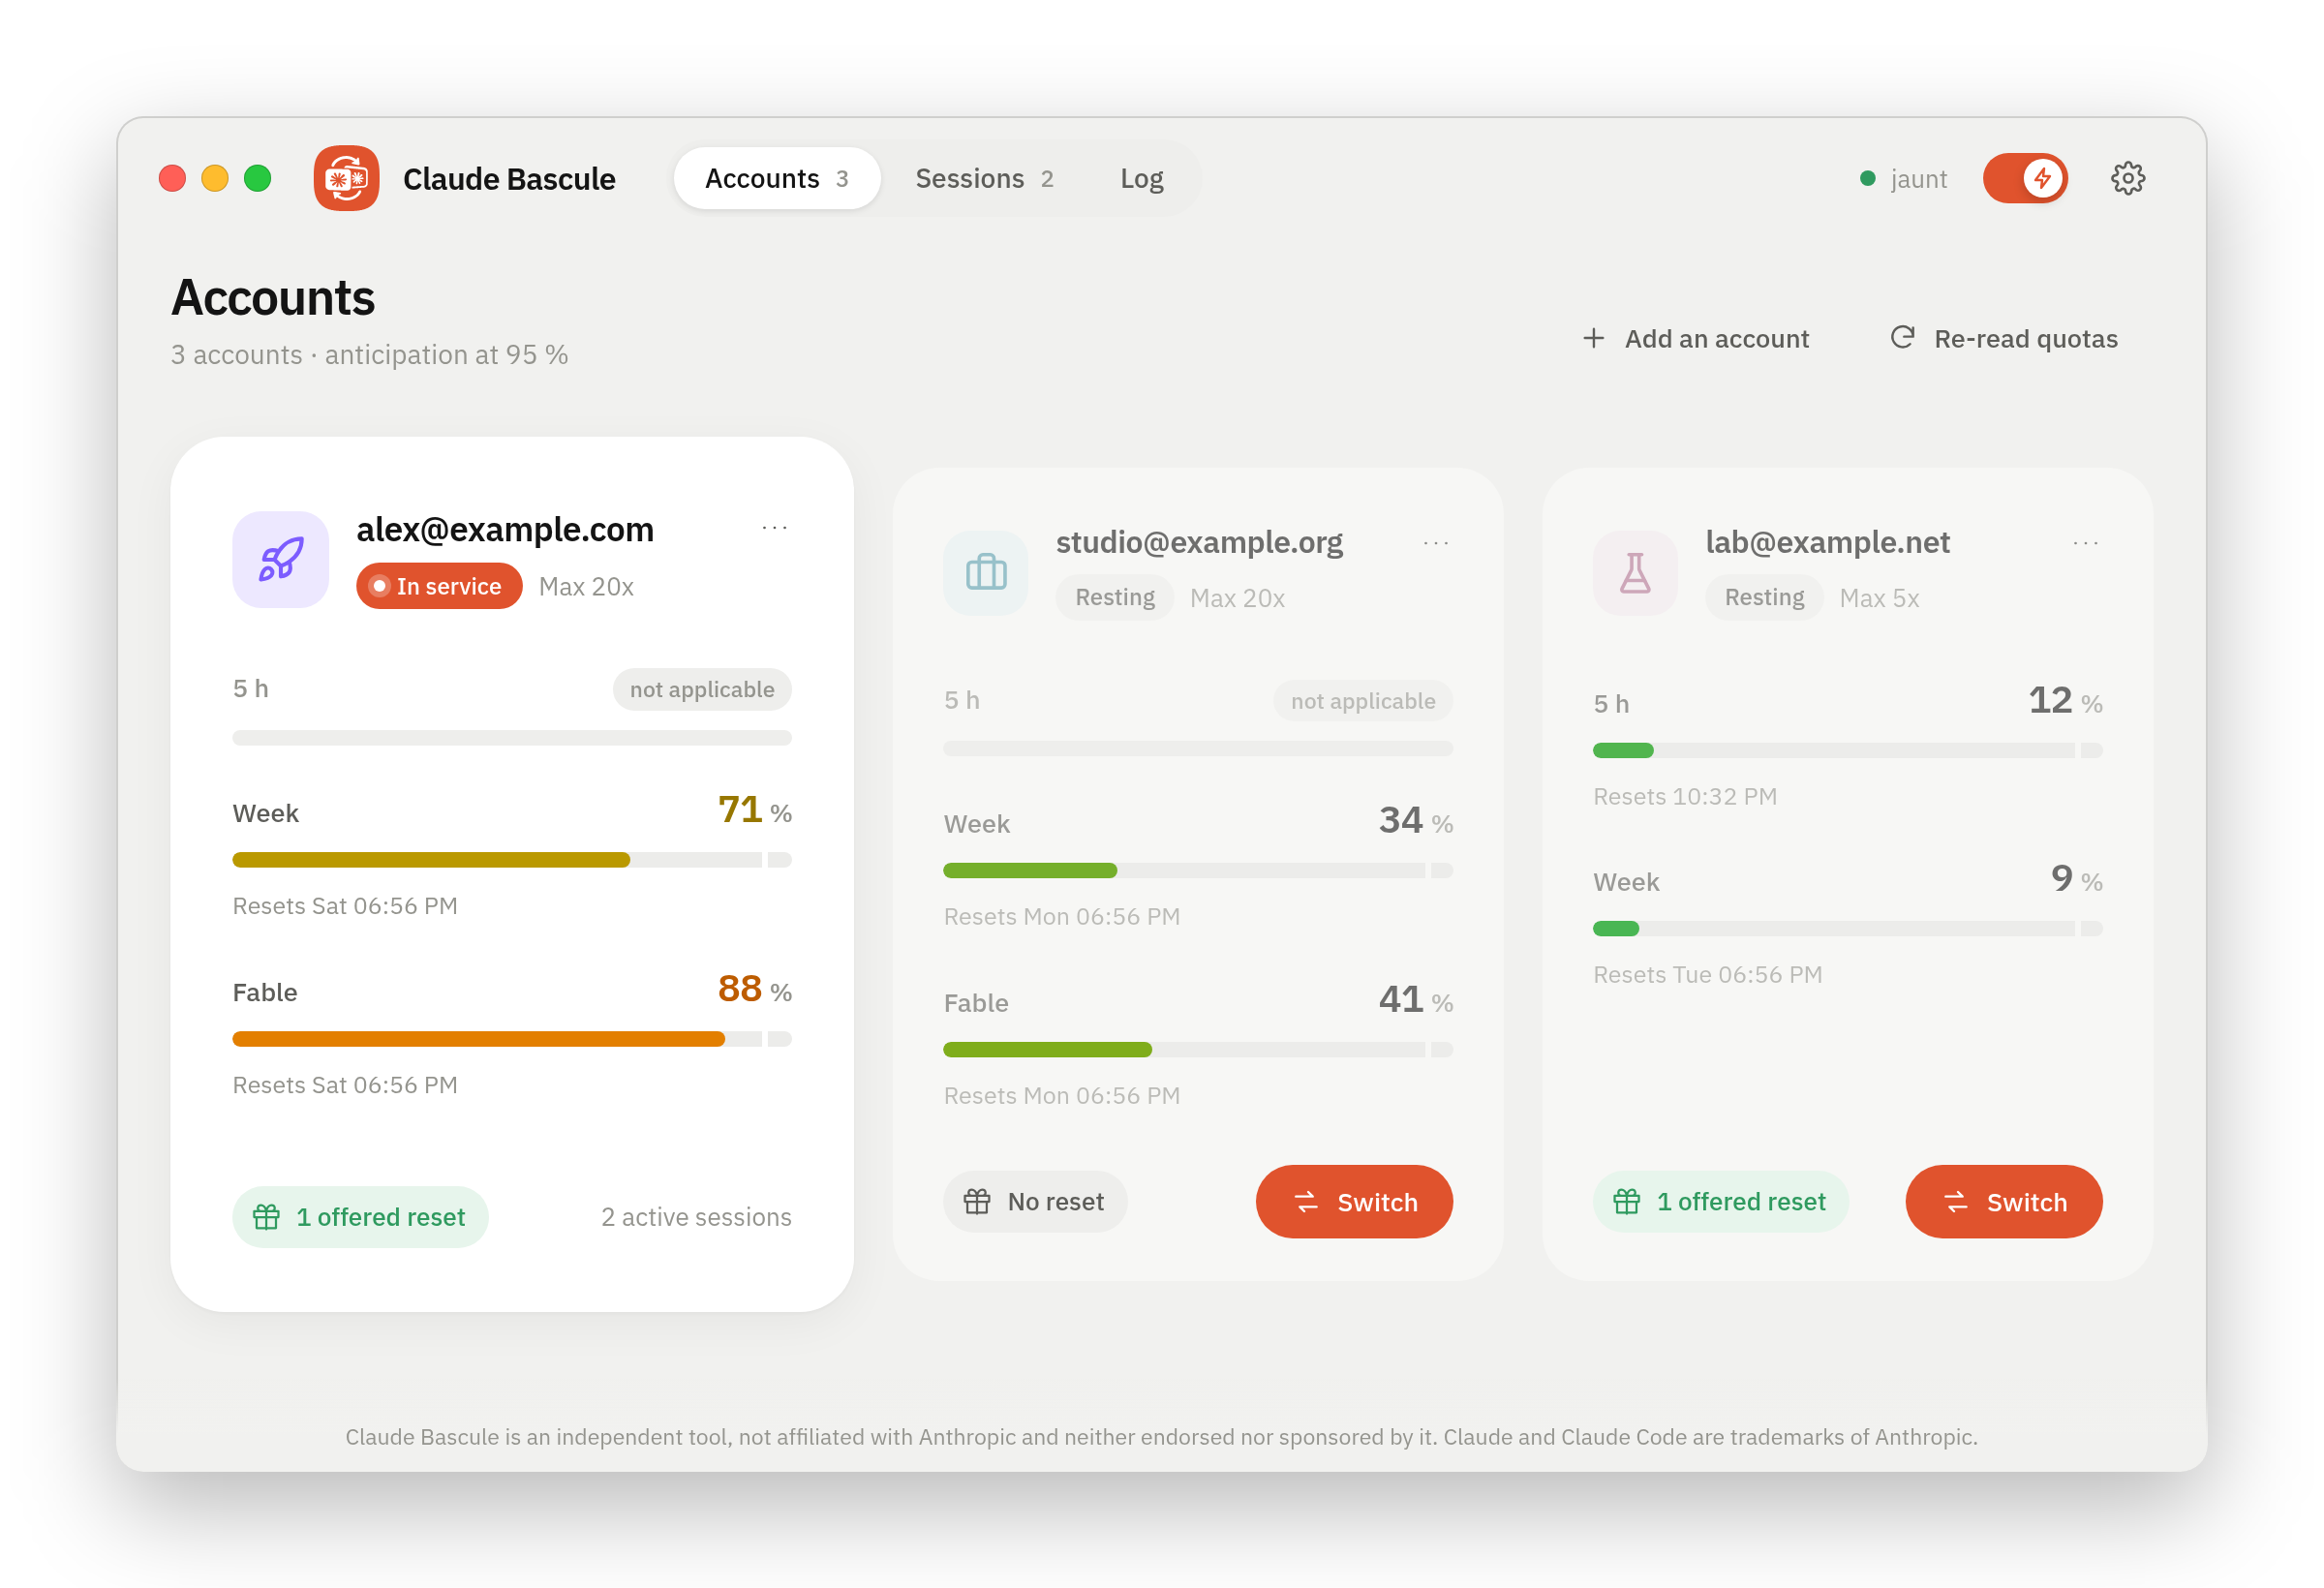 Claude Bascule
Accounts 3
Sessions 2
Log
jaunt
Accounts
3 accounts · anticipation at 95 %
Add an account
Re-read quotas
alex@example.com
···
In service
Max 20x
5 h
not applicable
Week
71 %
Resets Sat 06:56 PM
Fable
88 %
Resets Sat 06:56 PM
1 offered reset
2 active sessions
studio@example.org
···
Resting
Max 20x
5 h
not applicable
Week
34 %
Resets Mon 06:56 PM
Fable
41 %
Resets Mon 06:56 PM
No reset
Switch
lab@example.net
···
Resting
Max 5x
5 h
12 %
Resets 10:32 PM
Week
9 %
Resets Tue 06:56 PM
1 offered reset
Switch
Claude Bascule is an independent tool, not affiliated with Anthropic and neither endorsed nor sponsored by it. Claude and Claude Code are trademarks of Anthropic.